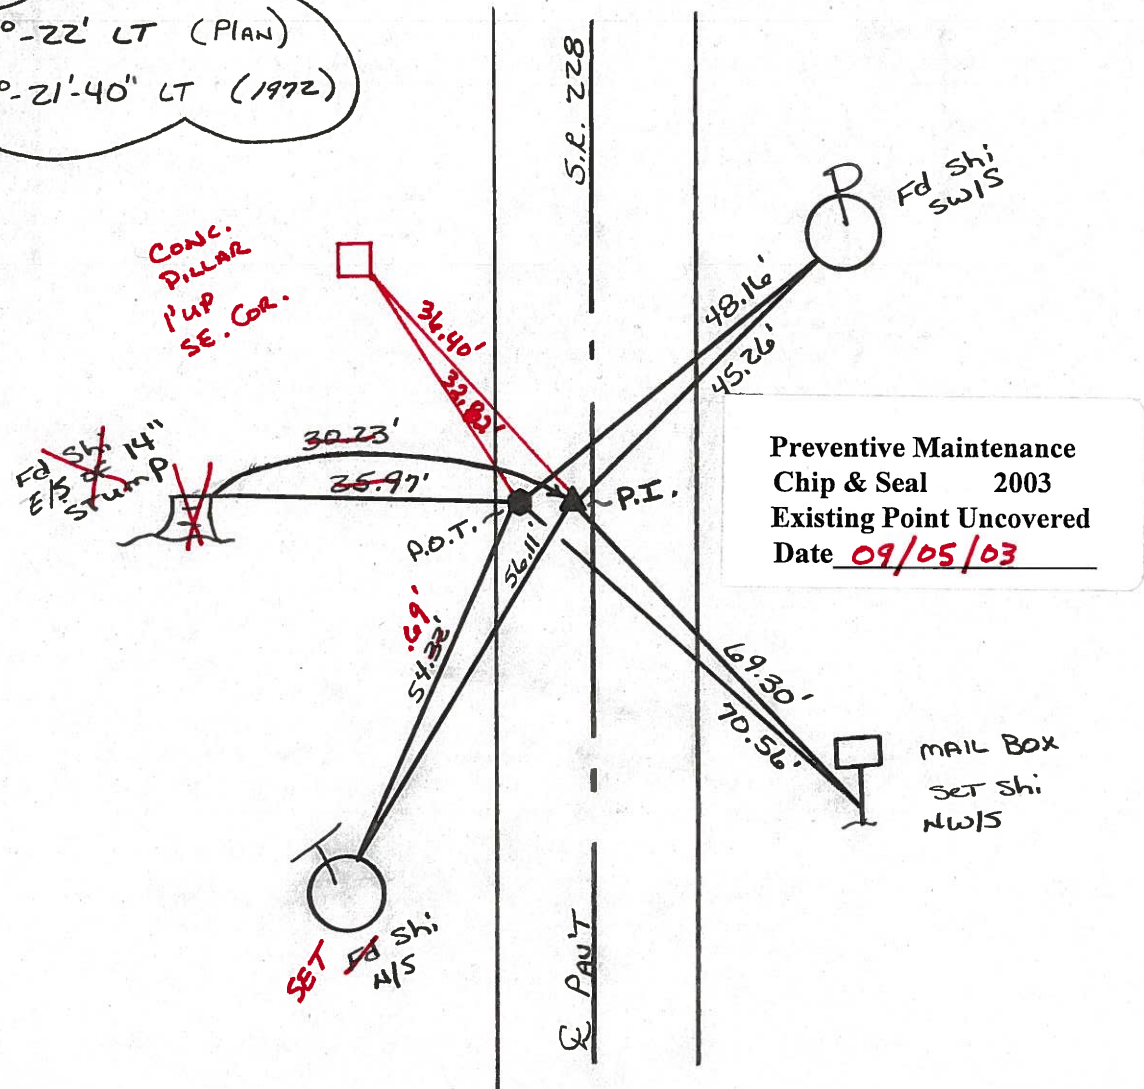 °-22' LT (PLAN)
°-21'-40" LT (1972)
S.R. 228
Fd Shi
SW/S
CONC.
PILLAR
1' UP
SE. COR.
36.40'
32.82'
48.16'
45.26'
30.23'
25.97'
Fd Shi
E/S OF 14"
STUMP
P.O.T.
P.I.
Preventive Maintenance
Chip & Seal 2003
Existing Point Uncovered
Date 09/05/03
56.11'
.69'
54.32'
69.30'
70.56'
MAIL BOX
SET Shi
NW/S
SET Fd Shi
N/S
℄ PAV'T